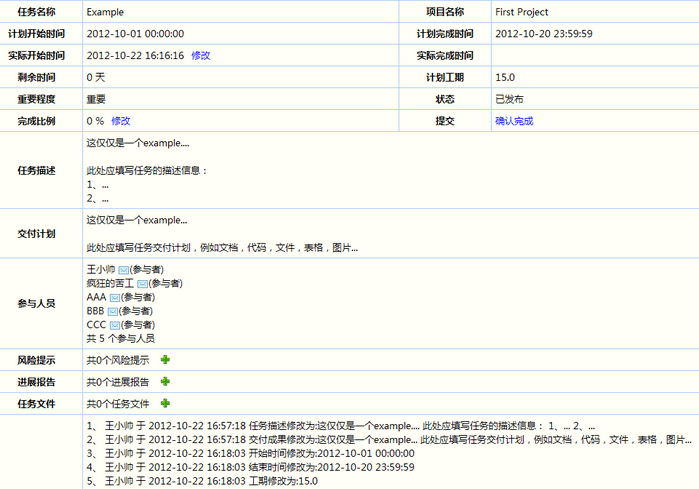 任务名称 Example 项目名称 First Project
计划开始时间 2012-10-01 00:00:00 计划完成时间 2012-10-20 23:59:59
实际开始时间 2012-10-22 16:16:16 修改 实际完成时间
剩余时间 0 天 计划工期 15.0
重要程度 重要 状态 已发布
完成比例 0 % 修改 提交 确认完成
任务描述
这仅仅是一个example....
此处应填写任务的描述信息：
1、...
2、...
交付计划
这仅仅是一个example...
此处应填写任务交付计划，例如文档，代码，文件，表格，图片...
参与人员
王小帅 (参与者)
疯狂的苦工 (参与者)
AAA (参与者)
BBB (参与者)
CCC (参与者)
共 5 个参与人员
风险提示 共0个风险提示
进展报告 共0个进展报告
任务文件 共0个任务文件
1、 王小帅 于 2012-10-22 16:57:18 任务描述修改为:这仅仅是一个example.... 此处应填写任务的描述信息： 1、... 2、...
2、 王小帅 于 2012-10-22 16:57:18 交付成果修改为:这仅仅是一个example... 此处应填写任务交付计划，例如文档，代码，文件，表格，图片...
3、 王小帅 于 2012-10-22 16:18:03 开始时间修改为:2012-10-01 00:00:00
4、 王小帅 于 2012-10-22 16:18:03 结束时间修改为:2012-10-20 23:59:59
5、 王小帅 于 2012-10-22 16:18:03 工期修改为:15.0